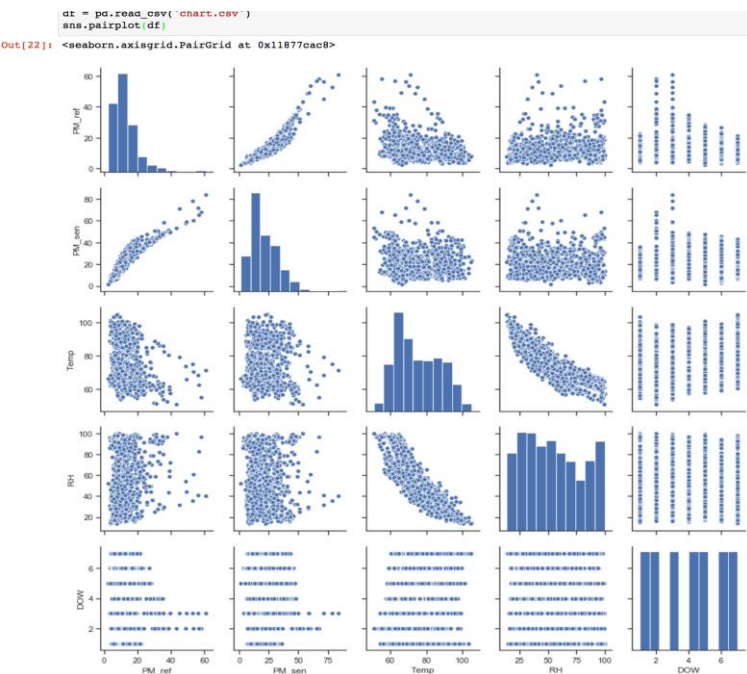 df = pd.read_csv('chart.csv')
sns.pairplot(df)
Out[22]: <seaborn.axisgrid.PairGrid at 0x11877cac8>
PM_ref
60
40
20
0
PM_sen
80
60
40
20
0
Temp
100
80
60
RH
100
80
60
40
20
DOW
6
4
2
0 20 40 60
0 25 50 75
60 80 100
25 50 75 100
2 4 6
PM_ref PM_sen Temp RH DOW